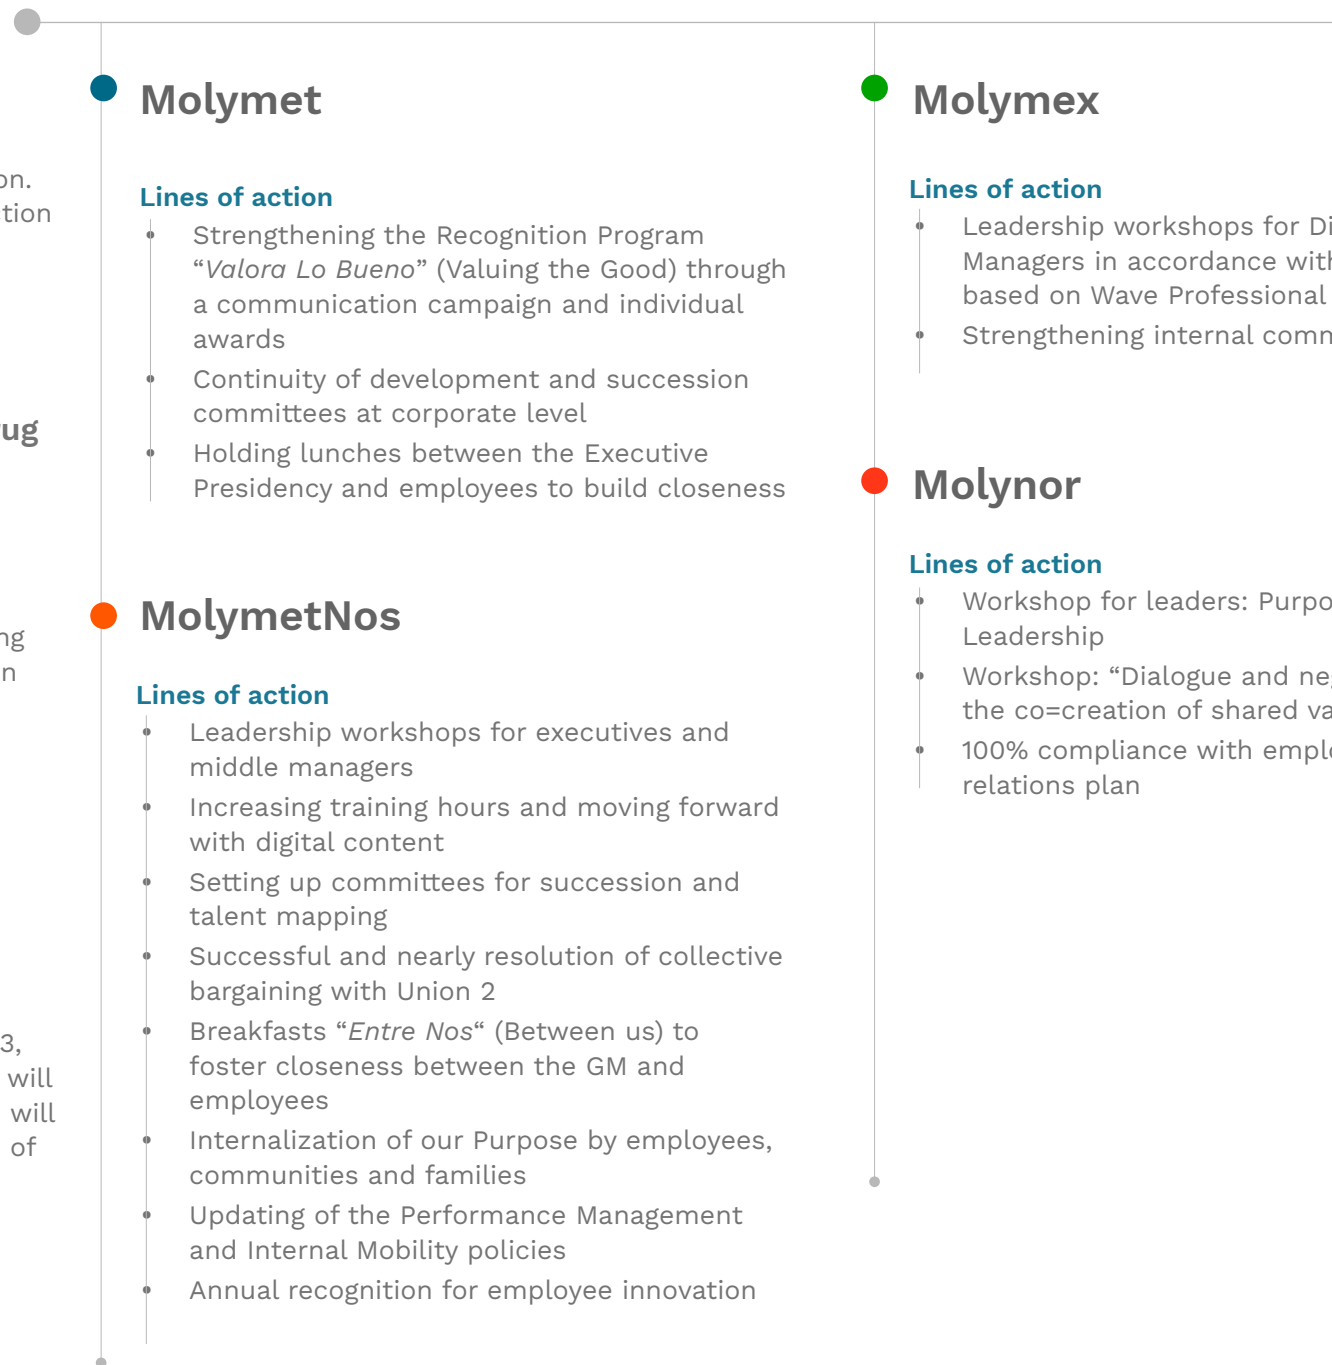 on.
tion
ug
ng
n
3,
will
will
of
Molymet
Lines of action
• Strengthening the Recognition Program
“Valora Lo Bueno” (Valuing the Good) through
a communication campaign and individual
awards
• Continuity of development and succession
committees at corporate level
• Holding lunches between the Executive
Presidency and employees to build closeness
MolymetNos
Lines of action
• Leadership workshops for executives and
middle managers
• Increasing training hours and moving forward
with digital content
• Setting up committees for succession and
talent mapping
• Successful and nearly resolution of collective
bargaining with Union 2
• Breakfasts “Entre Nos“ (Between us) to
foster closeness between the GM and
employees
• Internalization of our Purpose by employees,
communities and families
• Updating of the Performance Management
and Internal Mobility policies
• Annual recognition for employee innovation
Molymex
Lines of action
• Leadership workshops for Di
Managers in accordance with
based on Wave Professional
• Strengthening internal comm
Molynor
Lines of action
• Workshop for leaders: Purpo
Leadership
• Workshop: “Dialogue and neg
the co=creation of shared va
• 100% compliance with emplo
relations plan